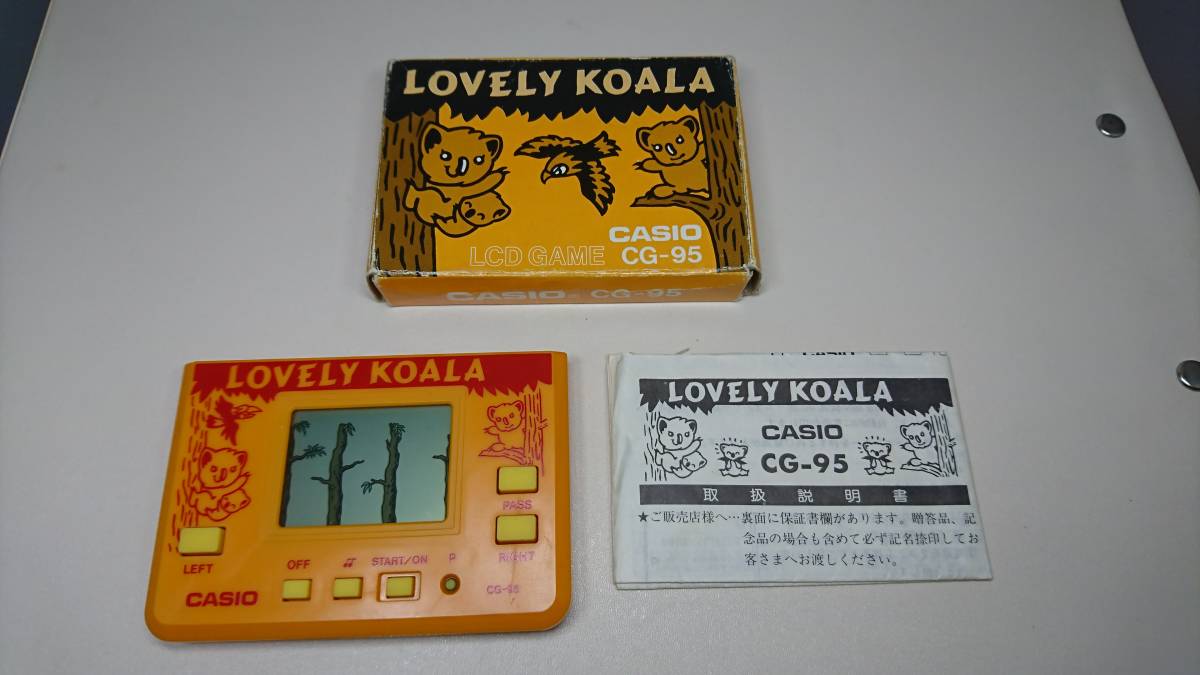 LOVELY KOALA
LCD GAME
CASIO
CG-95
CASIO CG-95
LOVELY KOALA
PASS
RIGHT
LEFT
OFF
START/ON
P
CASIO
CG-95
CASIO
LOVELY KOALA
CASIO
CG-95
取扱説明書
★ご販売店様へ…裏面に保証書欄があります。贈答品、記
念品の場合も含めて必ず記名捺印してお
客さまへお渡しください。